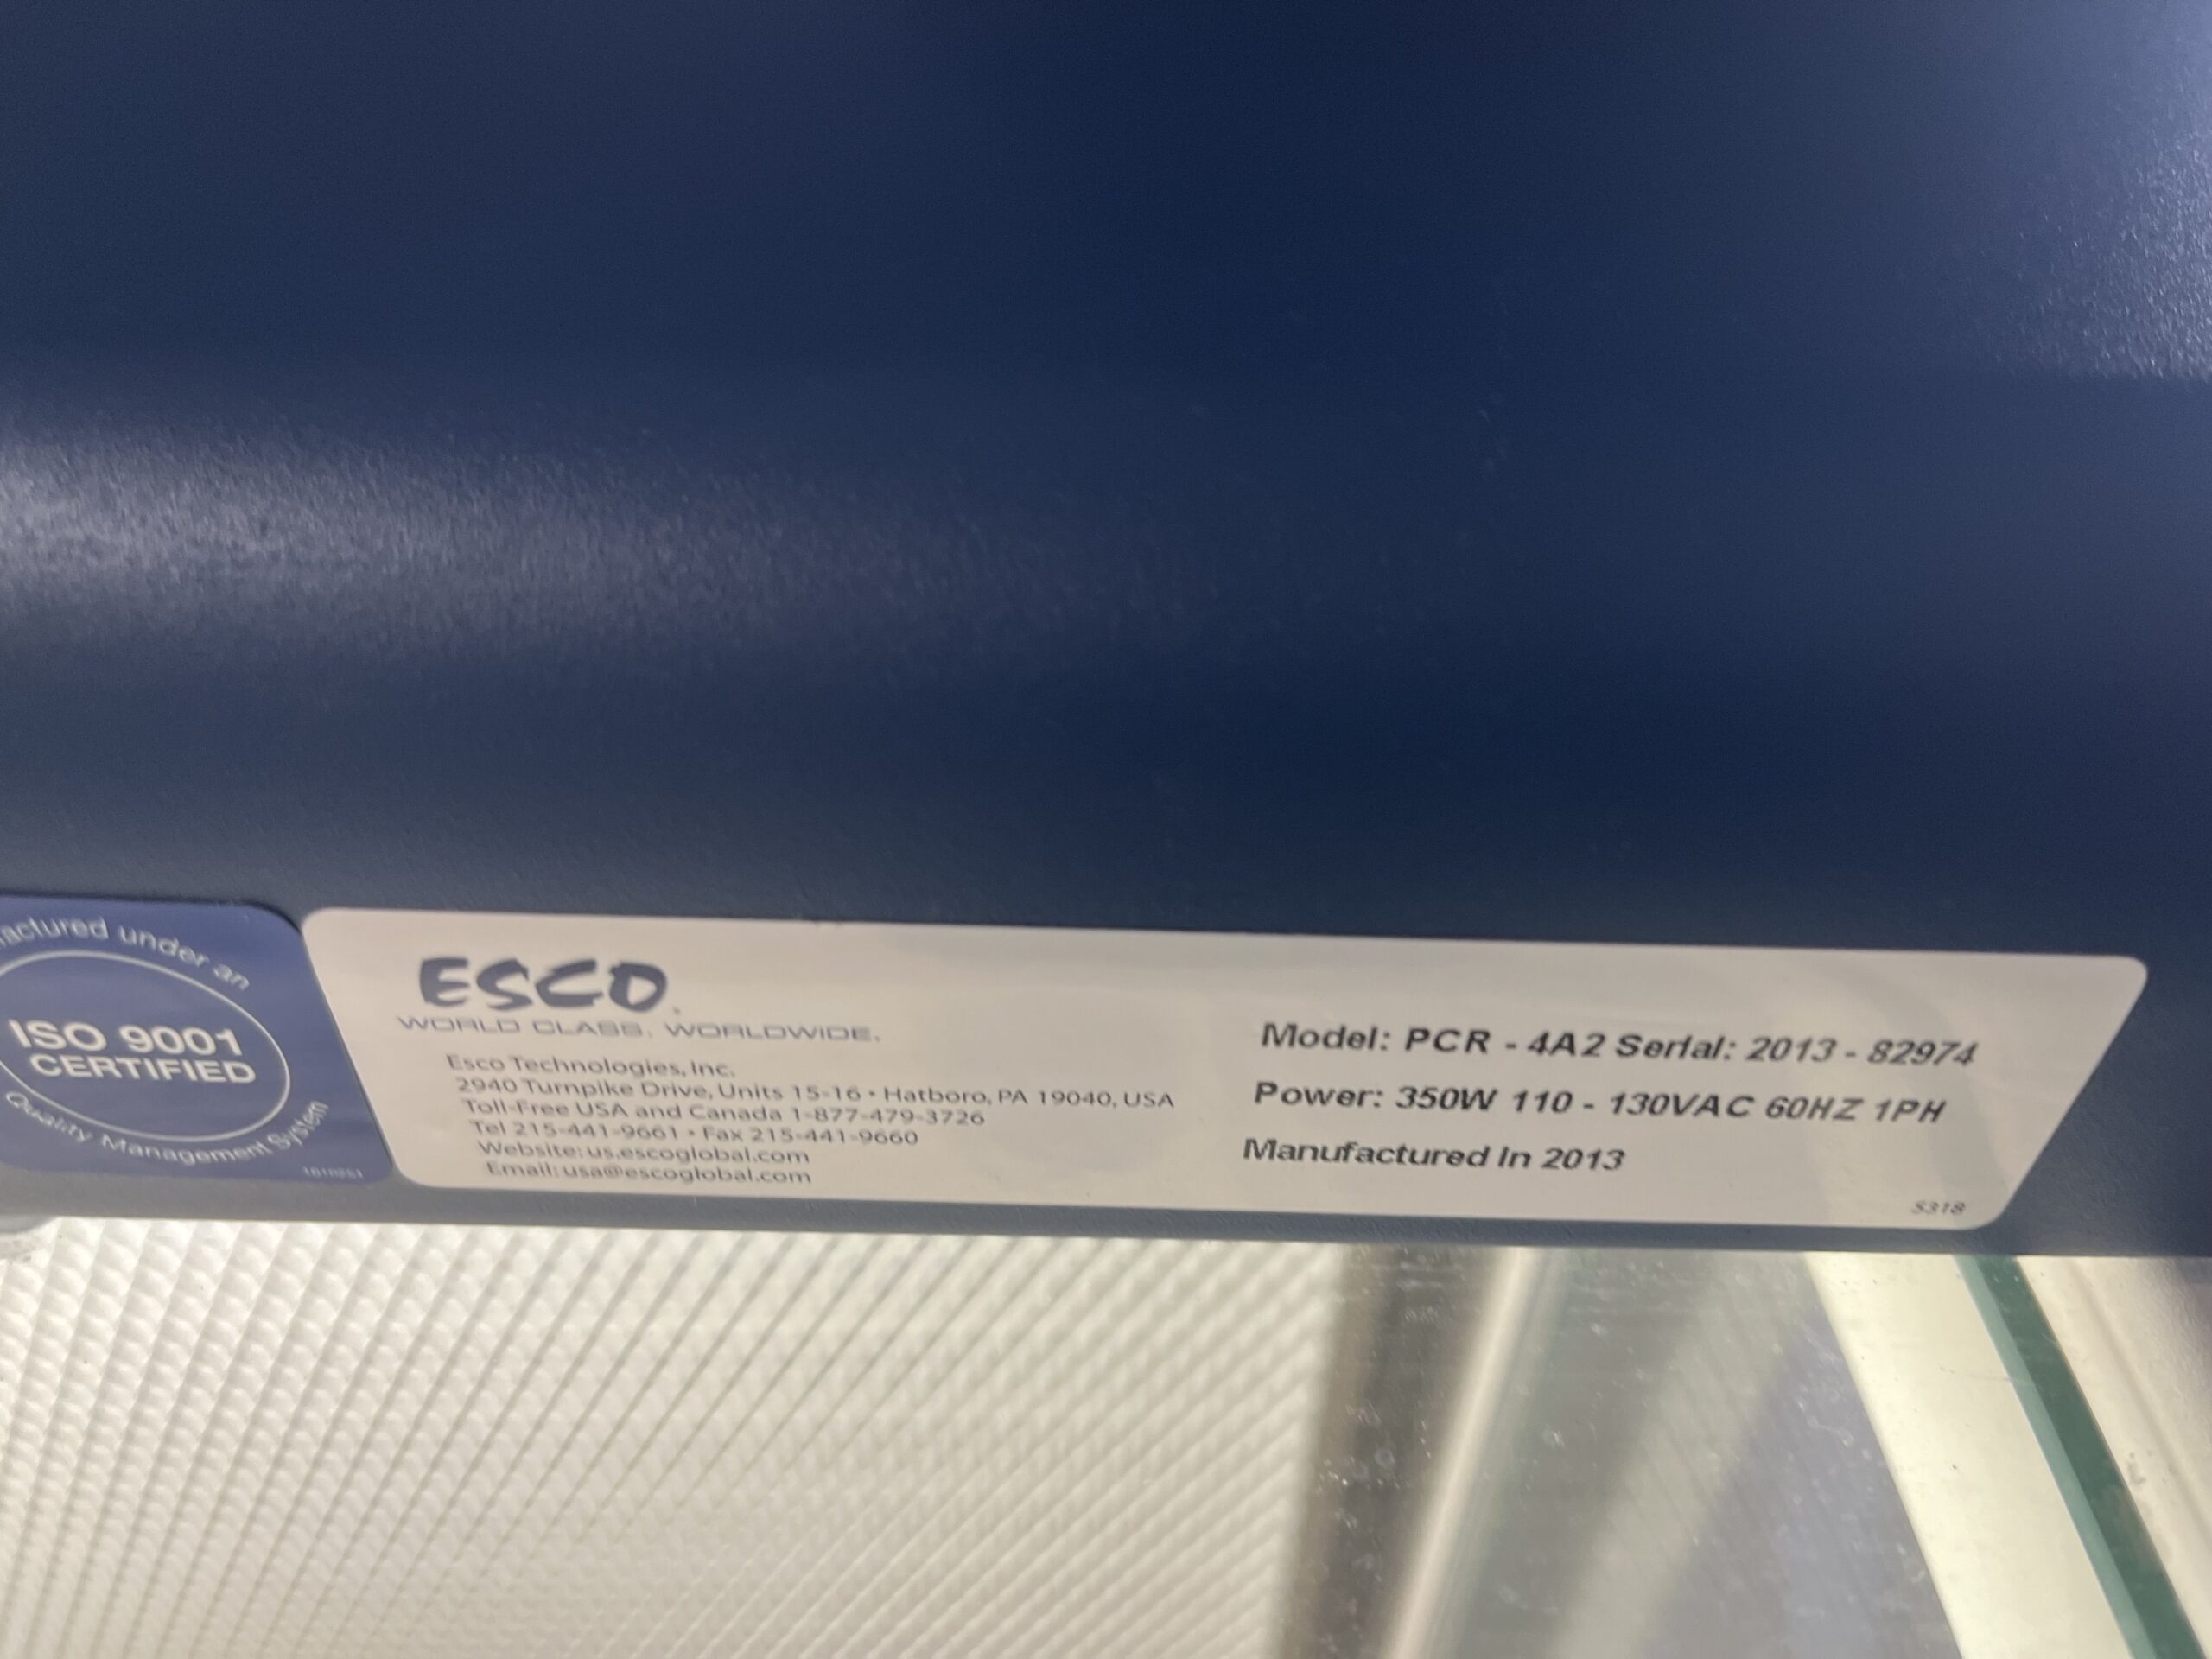 actured under an
ISO 9001
CERTIFIED
Quality Management System
1010951
ESCO
WORLD CLASS. WORLDWIDE.
Esco Technologies, Inc.
2940 Turnpike Drive, Units 15-16 • Hatboro, PA 19040, USA
Toll-Free USA and Canada 1-877-479-3726
Tel 215-441-9661 • Fax 215-441-9660
Website: us.escoglobal.com
Email: usa@escoglobal.com
Model: PCR - 4A2 Serial: 2013 - 82974
Power: 350W 110 - 130VAC 60HZ 1PH
Manufactured In 2013
S318